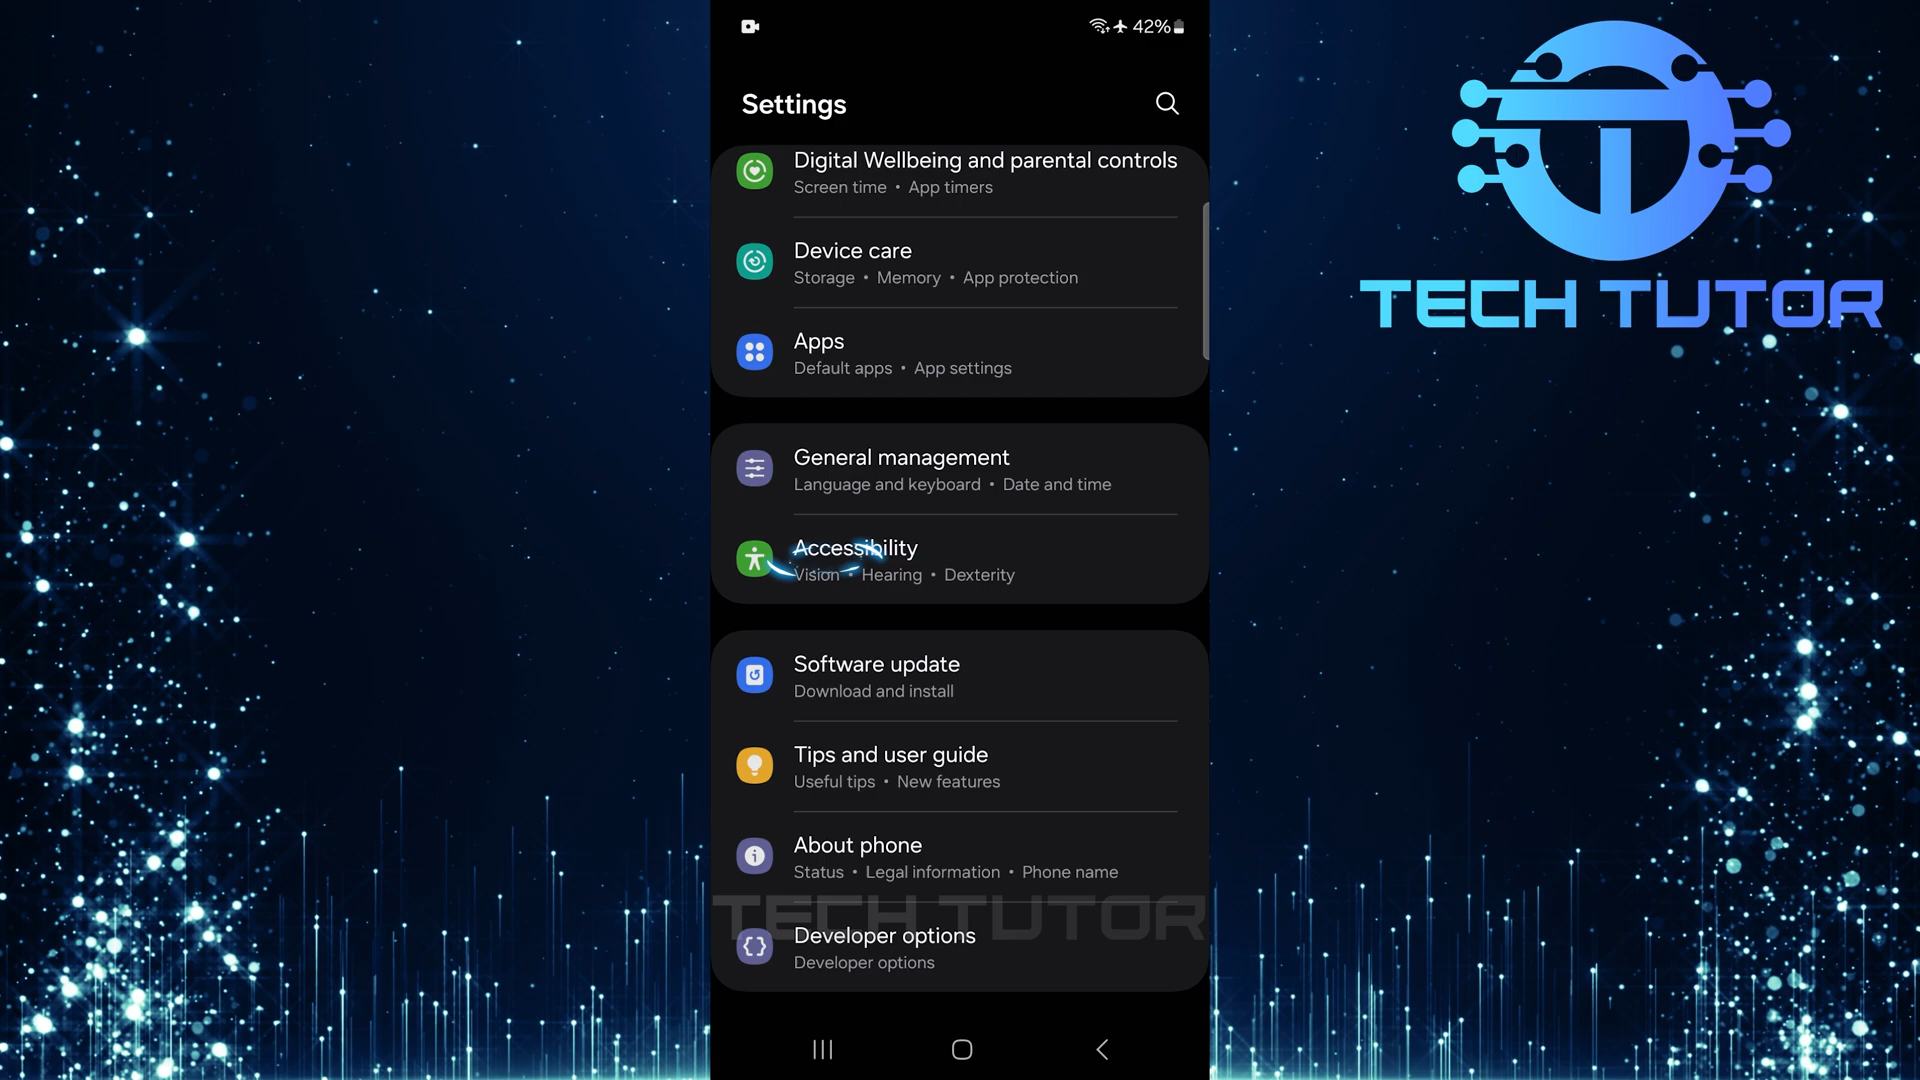 42%
Settings
Digital Wellbeing and parental controls
Screen time • App timers
Device care
Storage • Memory • App protection
Apps
Default apps • App settings
General management
Language and keyboard • Date and time
Accessibility
Vision • Hearing • Dexterity
Software update
Download and install
Tips and user guide
Useful tips • New features
About phone
Status • Legal information • Phone name
TECH TUTOR
Developer options
Developer options
TECH TUTOR